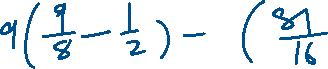 9(9/8 - 1/2) - (81/16